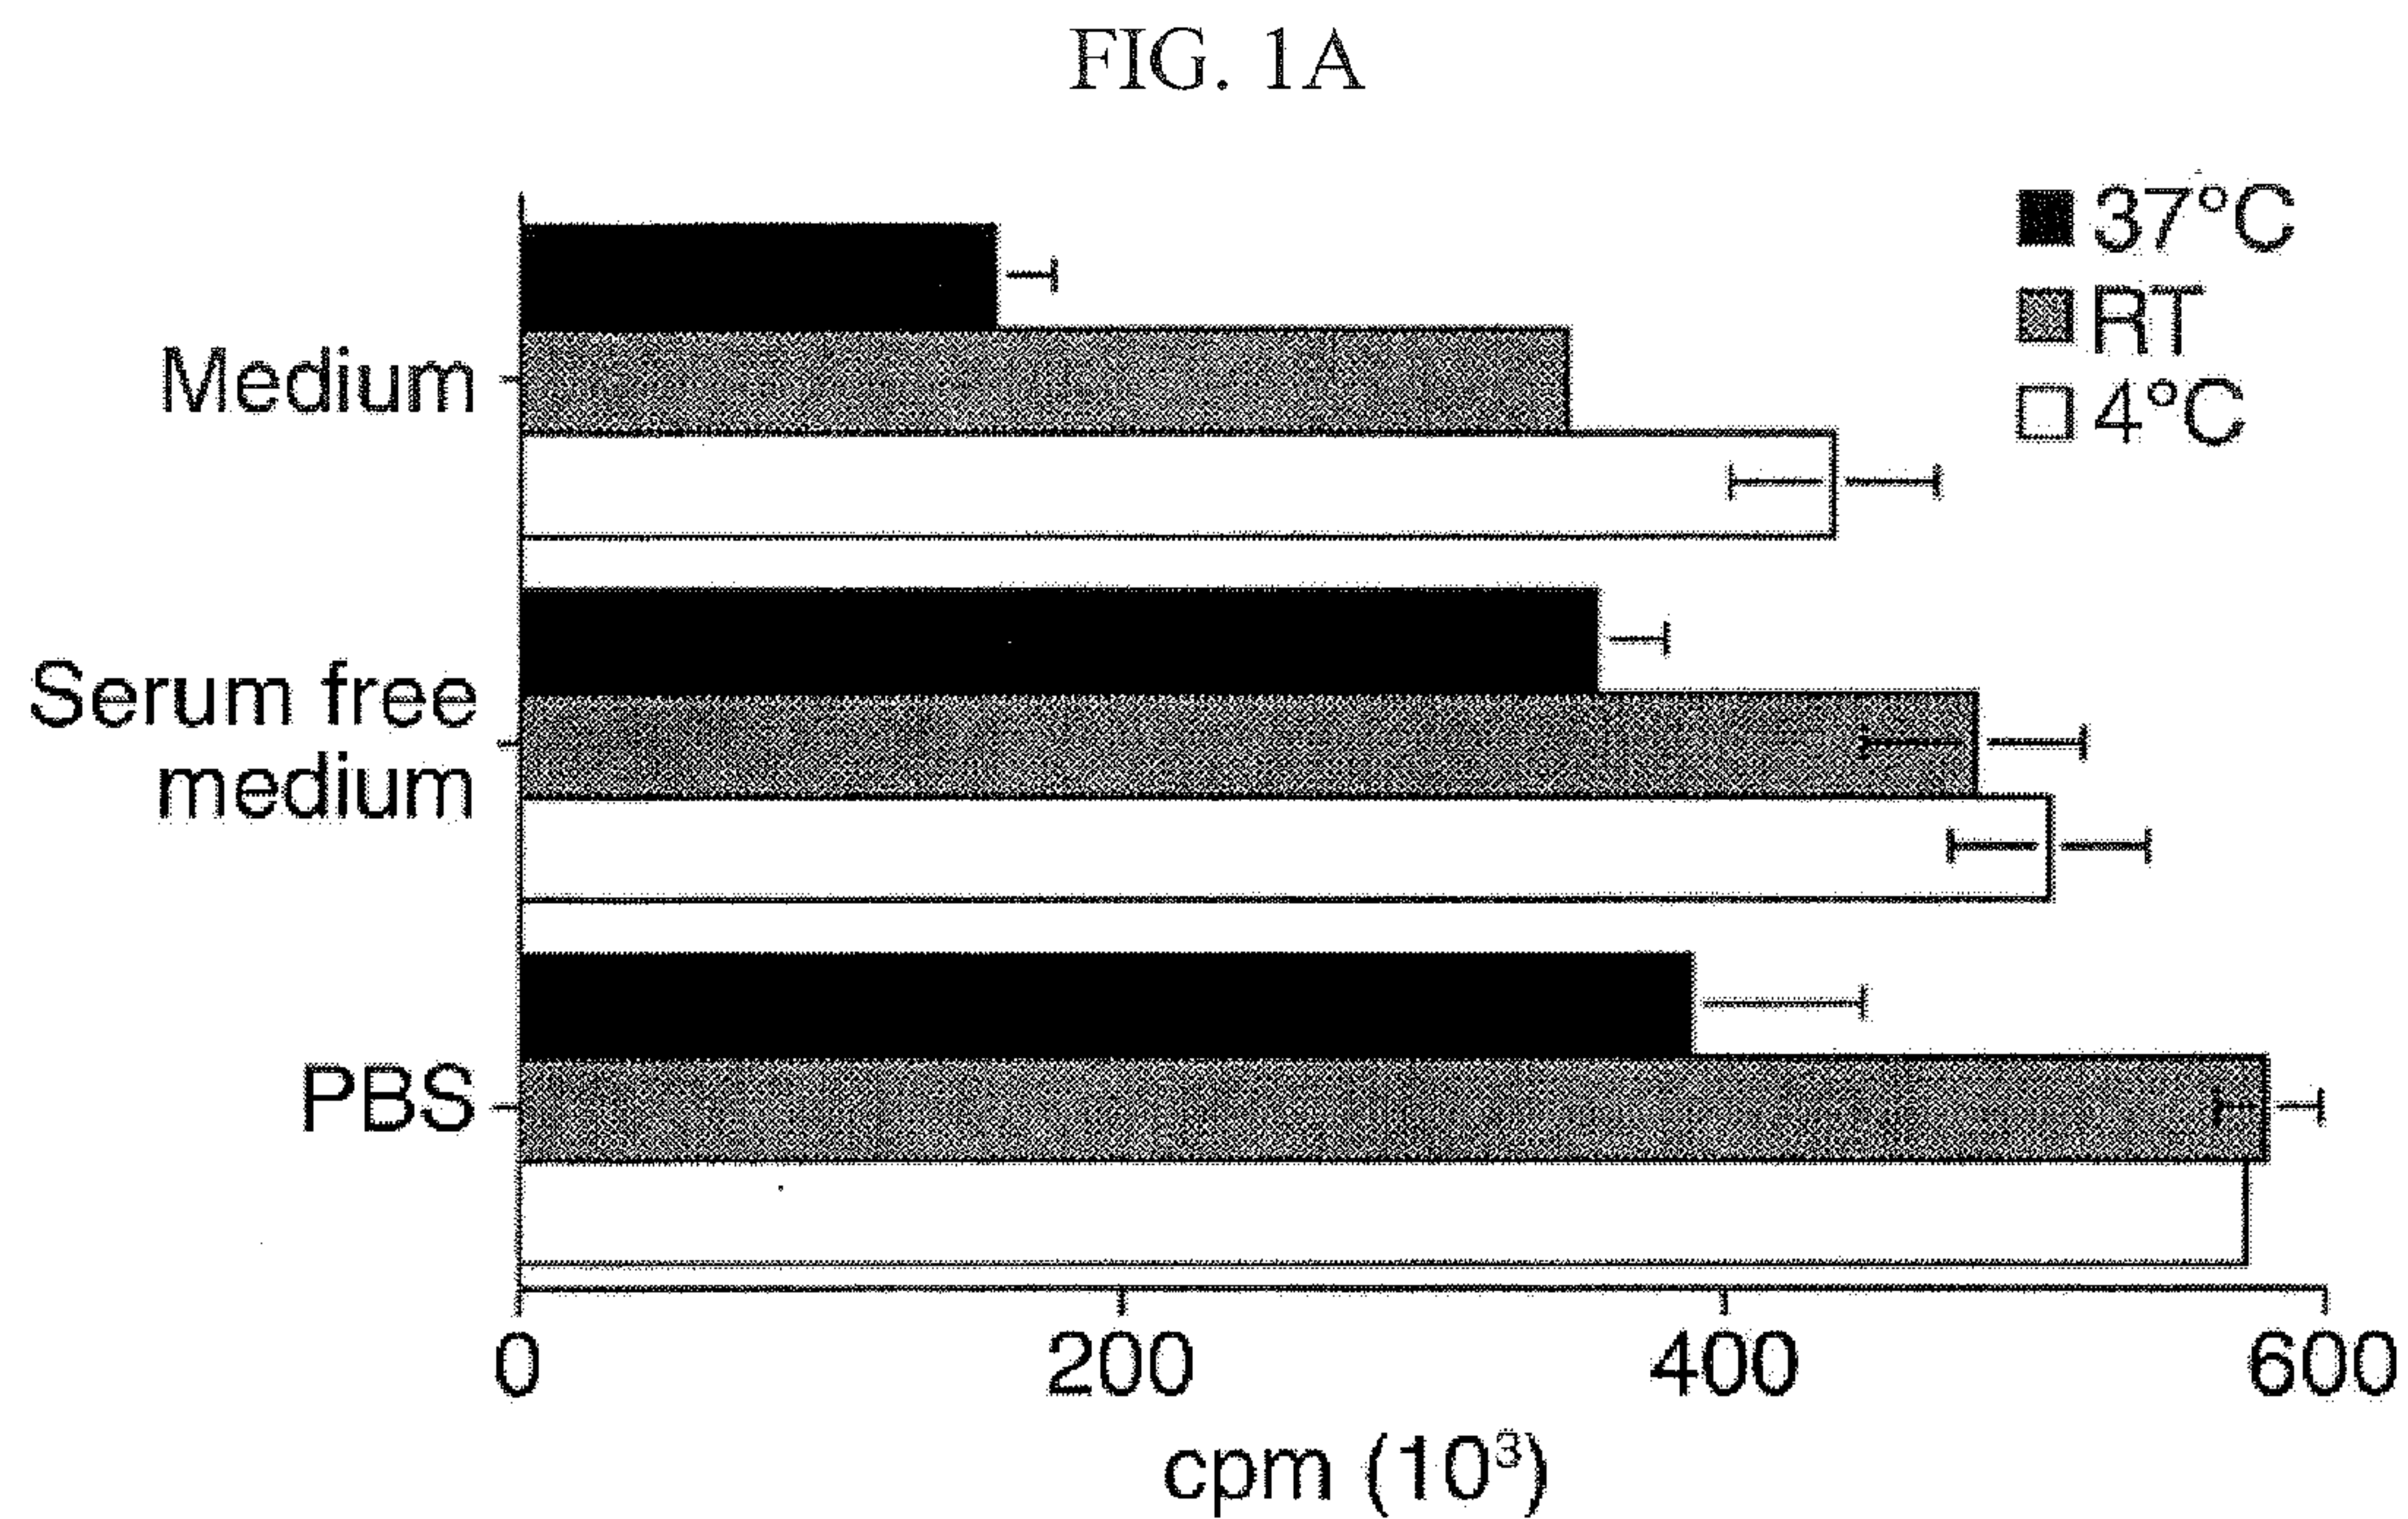 FIG. 1A
37°C
RT
4°C
Medium
Serum free
medium
PBS
0 200 400 600
cpm (10³)